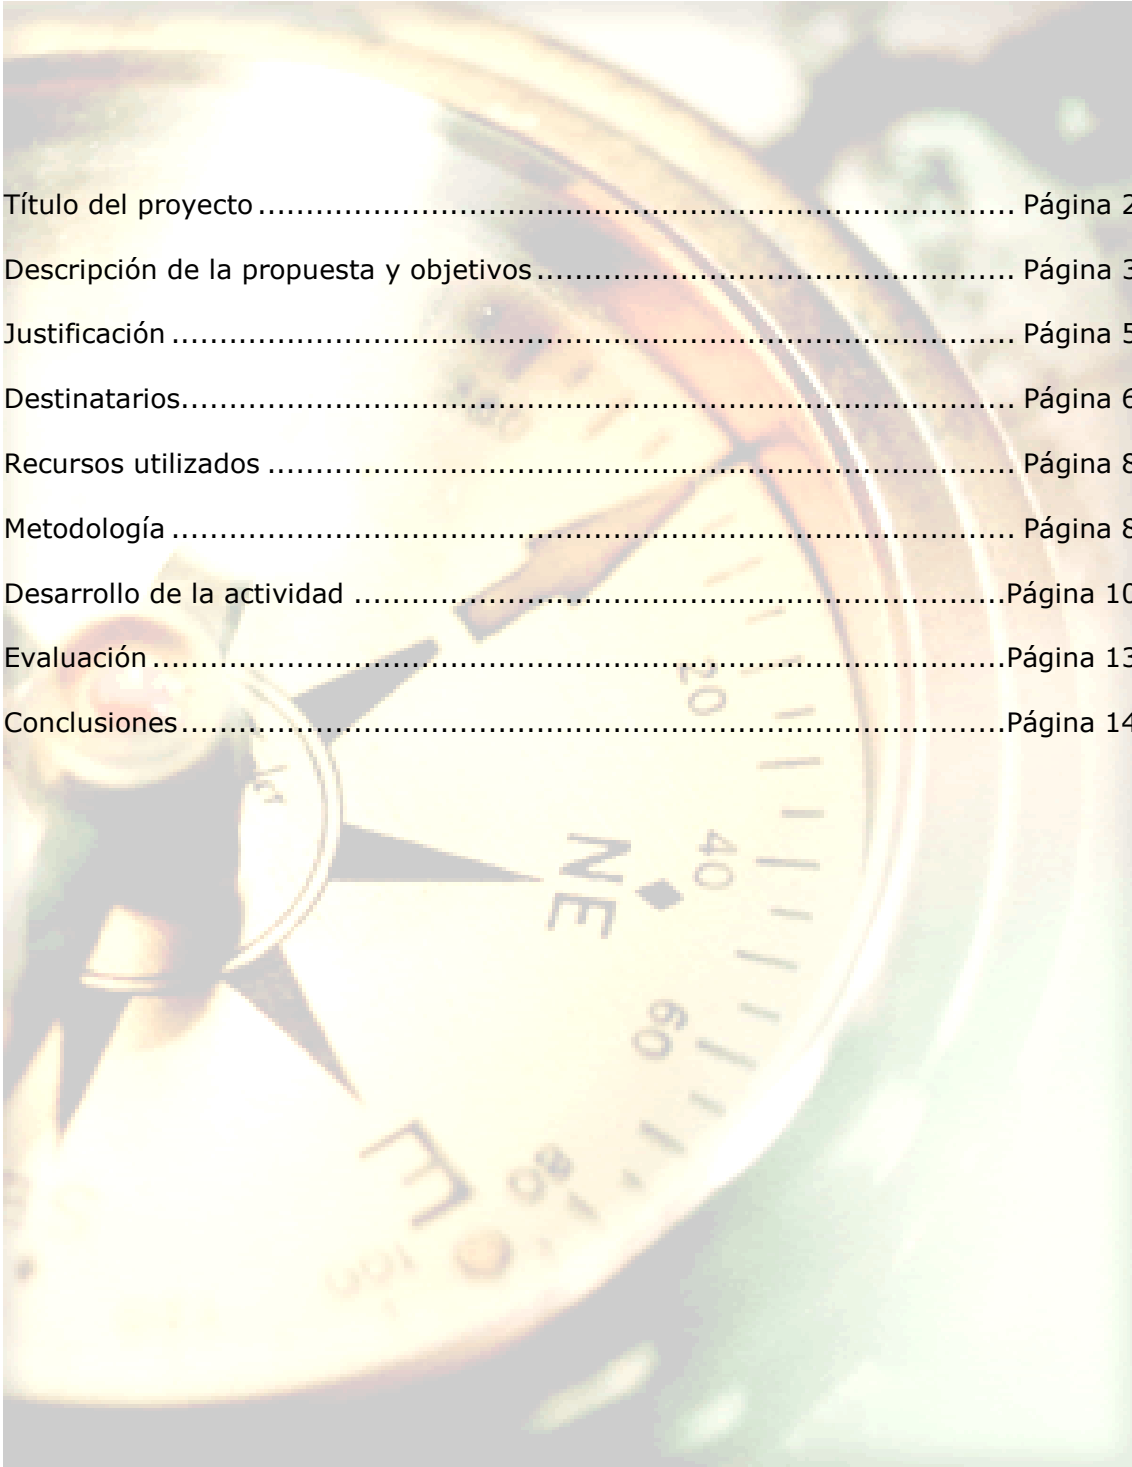 Título del proyecto ........................................................................................ Página 2
Descripción de la propuesta y objetivos ....................................................... Página 3
Justificación .................................................................................................. Página 5
Destinatarios................................................................................................. Página 6
Recursos utilizados ....................................................................................... Página 8
Metodología .................................................................................................. Página 8
Desarrollo de la actividad ...........................................................................Página 10
Evaluación ..................................................................................................Página 13
Conclusiones...............................................................................................Página 14
20
NE
40
60
E
80
100